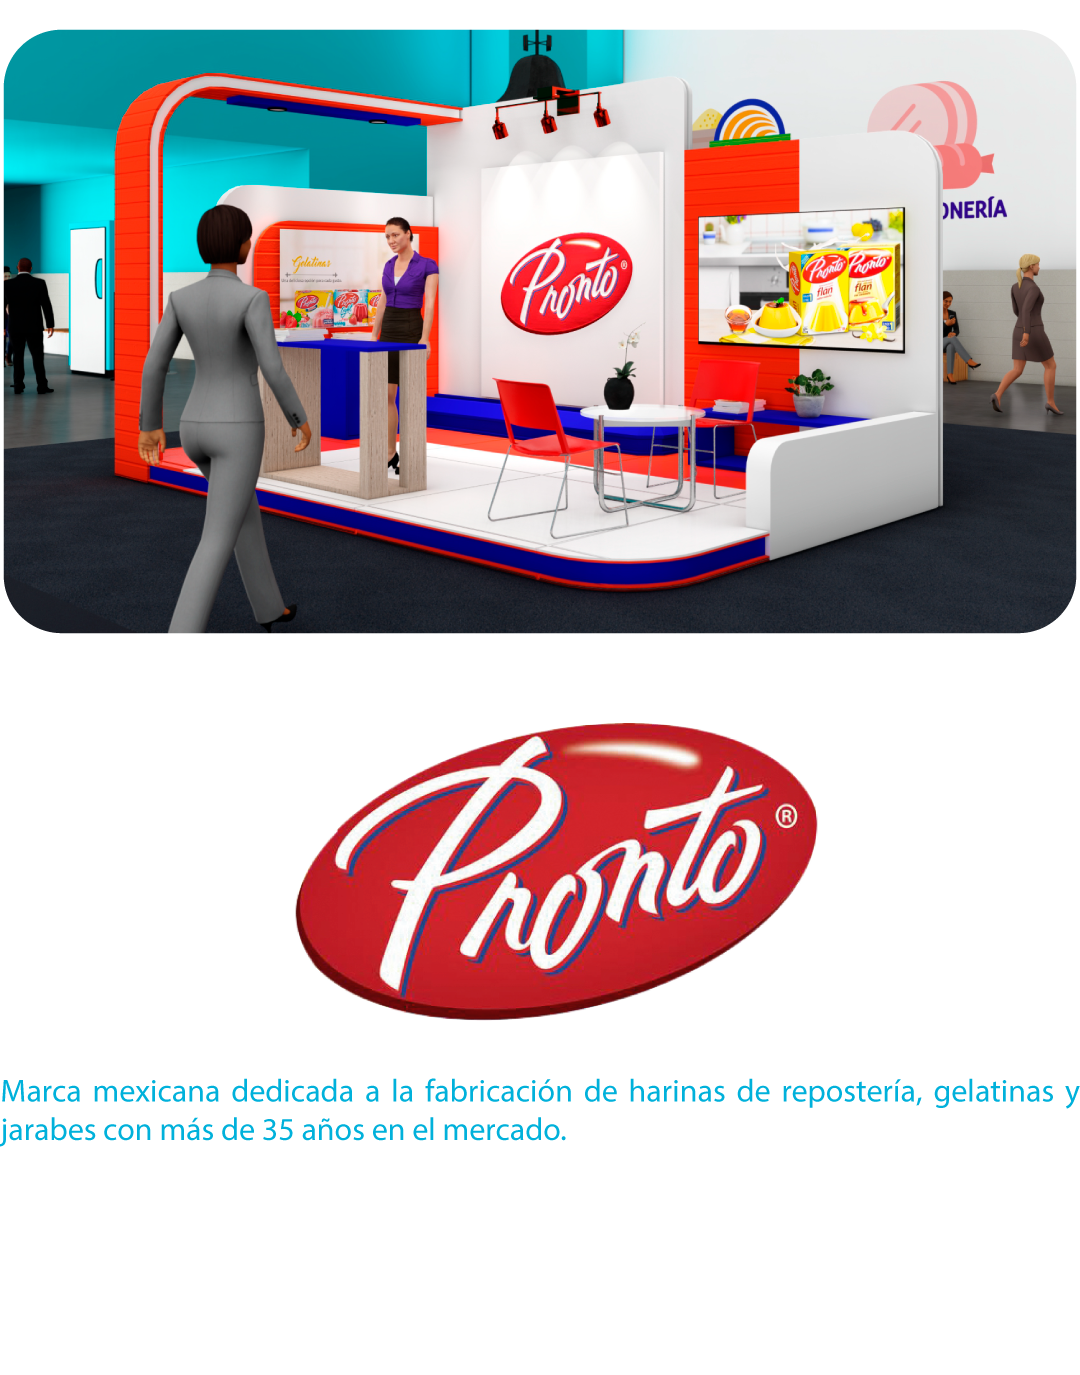 ONERÍA
Gelatinas
Pronto®
Pronto
flan
Pronto
flan
Pronto®
Marca mexicana dedicada a la fabricación de harinas de repostería, gelatinas y
jarabes con más de 35 años en el mercado.